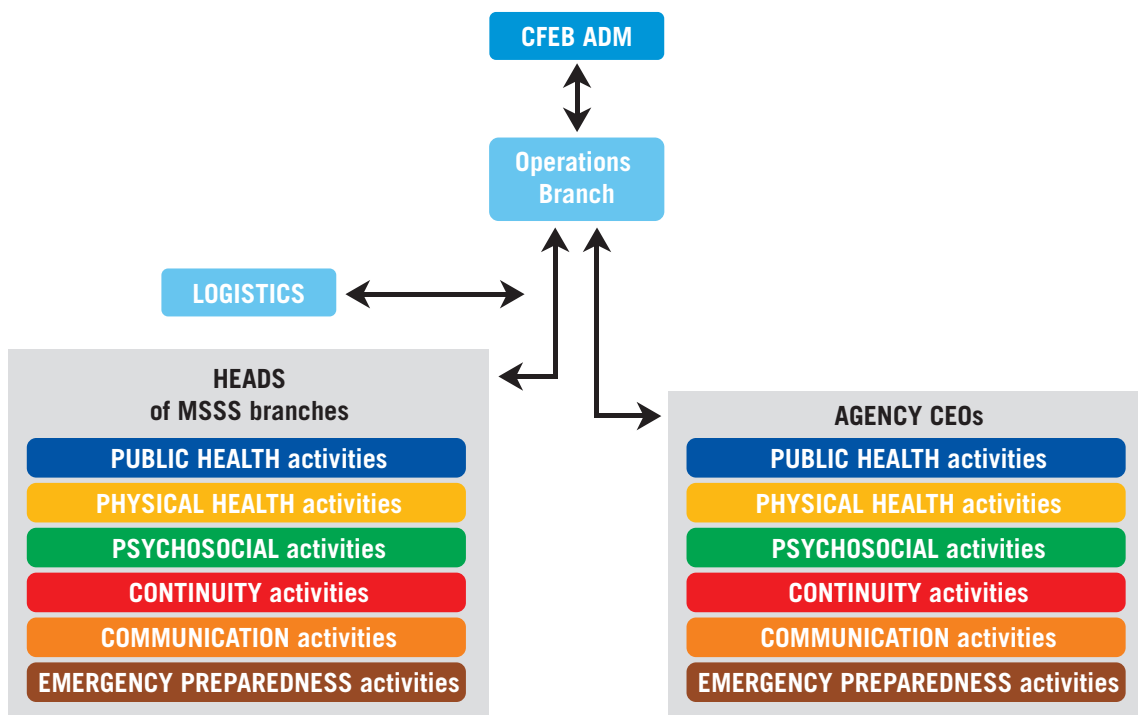 CFEB ADM
Operations
Branch
LOGISTICS
HEADS
of MSSS branches
PUBLIC HEALTH activities
PHYSICAL HEALTH activities
PSYCHOSOCIAL activities
CONTINUITY activities
COMMUNICATION activities
EMERGENCY PREPAREDNESS activities
AGENCY CEOs
PUBLIC HEALTH activities
PHYSICAL HEALTH activities
PSYCHOSOCIAL activities
CONTINUITY activities
COMMUNICATION activities
EMERGENCY PREPAREDNESS activities